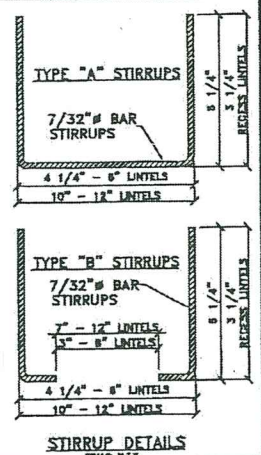 TYPE "A" STIRRUPS
7/32"ø BAR
STIRRUPS
5 1/4"
3 1/4"
RECESS LINTELS
4 1/4" - 8" LINTELS
10" - 12" LINTELS
TYPE "B" STIRRUPS
7/32"ø BAR
STIRRUPS
7" - 12" LINTELS
3" - 8" LINTELS
5 1/4"
3 1/4"
RECESS LINTELS
4 1/4" - 8" LINTELS
10" - 12" LINTELS
STIRRUP DETAILS